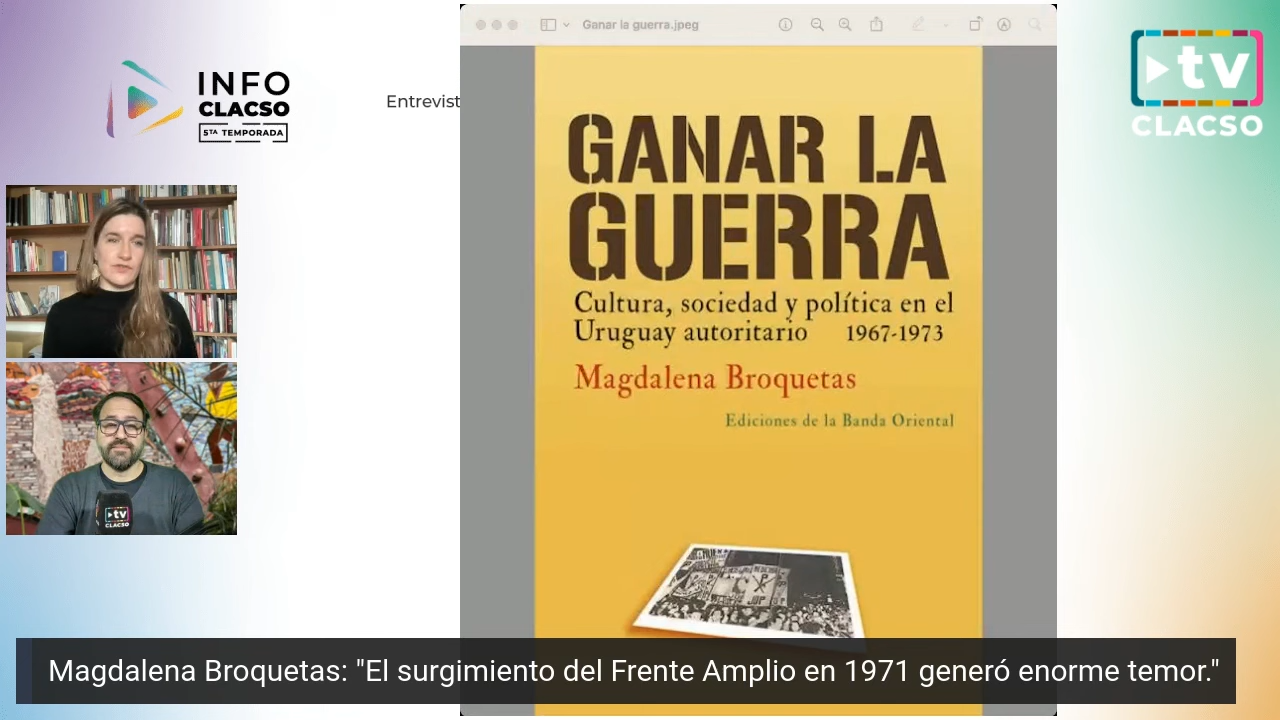 Ganar la guerra.jpeg
INFO
CLACSO
5TA TEMPORADA
Entrevist
tv
CLACSO
GANAR LA
GUERRA
Cultura, sociedad y política en el
Uruguay autoritario 1967-1973
Magdalena Broquetas
Ediciones de la Banda Oriental
tv
CLACSO
Magdalena Broquetas: "El surgimiento del Frente Amplio en 1971 generó enorme temor."